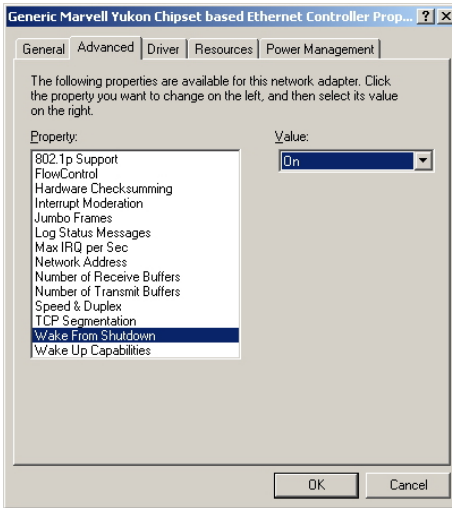 Generic Marvell Yukon Chipset based Ethernet Controller Prop...
General Advanced Driver Resources Power Management
The following properties are available for this network adapter. Click
the property you want to change on the left, and then select its value
on the right.
Property:
Value:
802.1p Support
FlowControl
Hardware Checksumming
Interrupt Moderation
Jumbo Frames
Log Status Messages
Max IRQ per Sec
Network Address
Number of Receive Buffers
Number of Transmit Buffers
Speed & Duplex
TCP Segmentation
Wake From Shutdown
Wake Up Capabilities
On
OK
Cancel